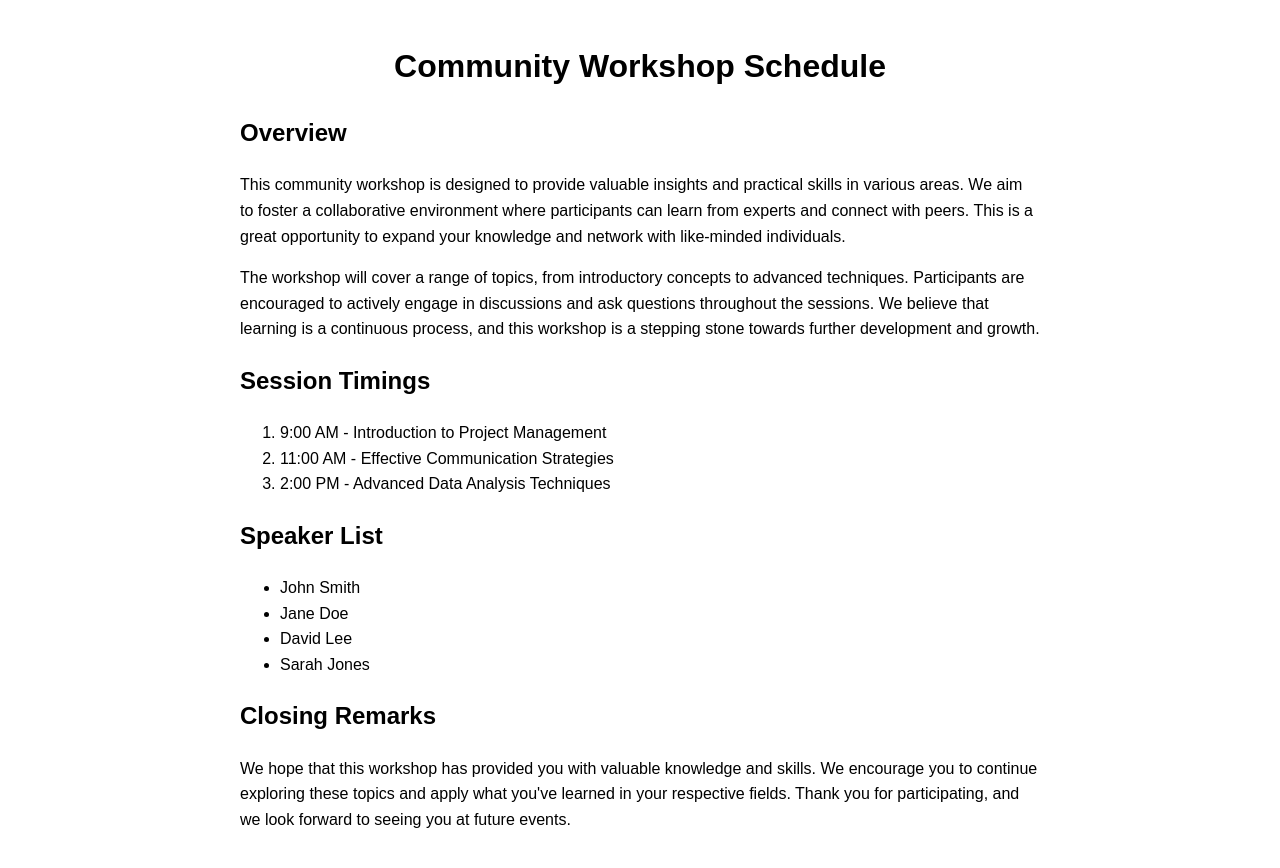 Community Workshop Schedule
Overview
This community workshop is designed to provide valuable insights and practical skills in various areas. We aim
to foster a collaborative environment where participants can learn from experts and connect with peers. This is a
great opportunity to expand your knowledge and network with like-minded individuals.
The workshop will cover a range of topics, from introductory concepts to advanced techniques. Participants are
encouraged to actively engage in discussions and ask questions throughout the sessions. We believe that
learning is a continuous process, and this workshop is a stepping stone towards further development and growth.
Session Timings
1. 9:00 AM - Introduction to Project Management
2. 11:00 AM - Effective Communication Strategies
3. 2:00 PM - Advanced Data Analysis Techniques
Speaker List
• John Smith
• Jane Doe
• David Lee
• Sarah Jones
Closing Remarks
We hope that this workshop has provided you with valuable knowledge and skills. We encourage you to continue
exploring these topics and apply what you've learned in your respective fields. Thank you for participating, and
we look forward to seeing you at future events.